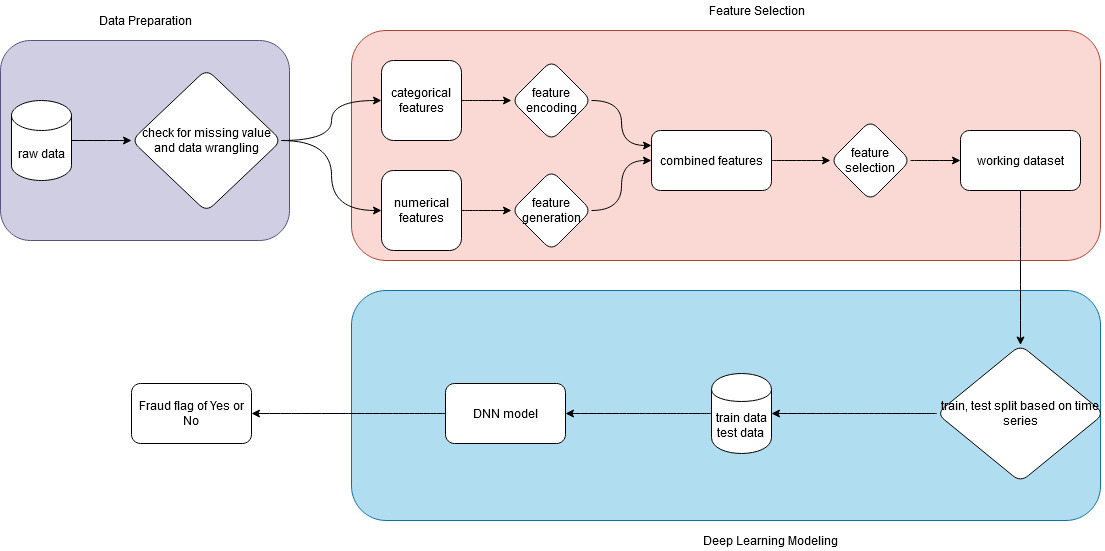 Data Preparation
Feature Selection
raw data
check for missing value
and data wrangling
categorical
features
feature
encoding
numerical
features
feature
generation
combined features
feature
selection
working dataset
train, test split based on time
series
train data
test data
DNN model
Fraud flag of Yes or
No
Deep Learning Modeling